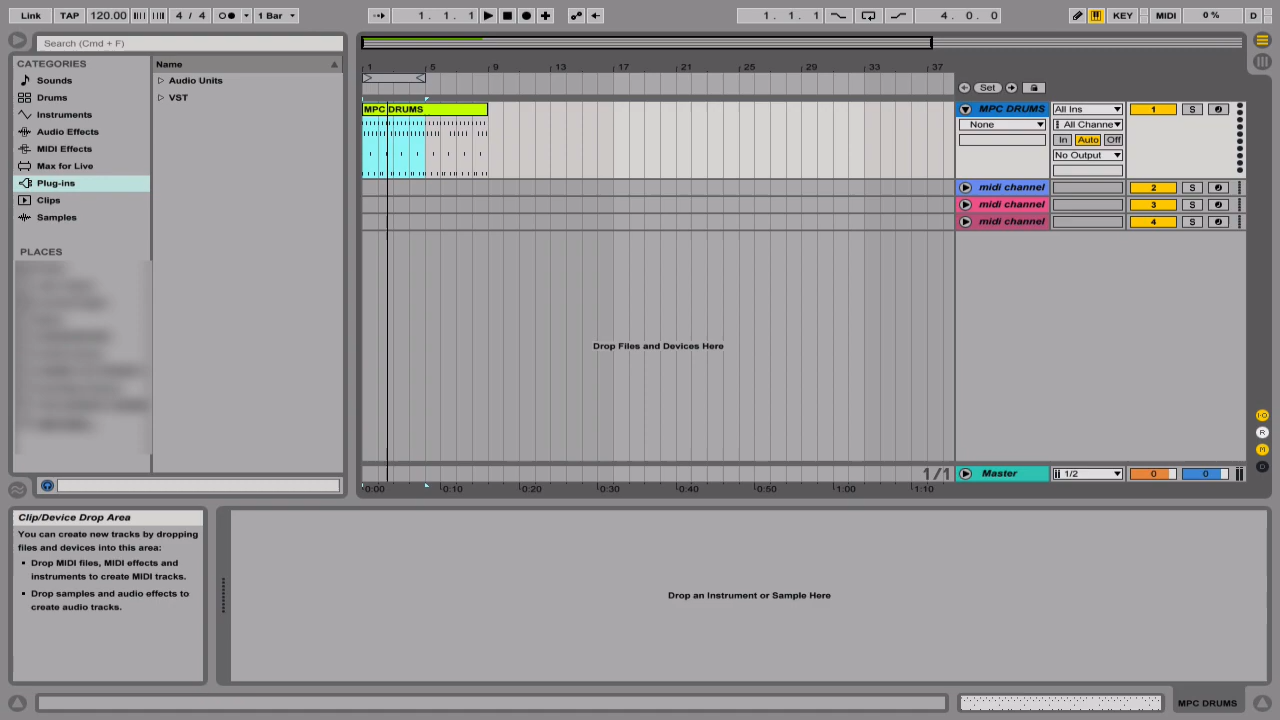 Link TAP 120.00 4 / 4 1 Bar 1. 1. 1 1. 1. 1 4. 0. 0 KEY MIDI 0 % D
Search (Cmd + F)
CATEGORIES
Sounds
Drums
Instruments
Audio Effects
MIDI Effects
Max for Live
Plug-ins
Clips
Samples
PLACES
Name
Audio Units
VST
1 5 9 13 17 21 25 29 33 37
Set
MPC DRUMS
MPC DRUMS All Ins 1 S
None All Channe
In Auto Off
No Output
midi channel 2 S
midi channel 3 S
midi channel 4 S
Drop Files and Devices Here
I·O
R
M
D
1/1 Master 1/2 0 0
0:00 0:10 0:20 0:30 0:40 0:50 1:00 1:10
Clip/Device Drop Area
You can create new tracks by dropping
files and devices into this area:
Drop MIDI files, MIDI effects and
instruments to create MIDI tracks.
Drop samples and audio effects to
create audio tracks.
Drop an Instrument or Sample Here
MPC DRUMS